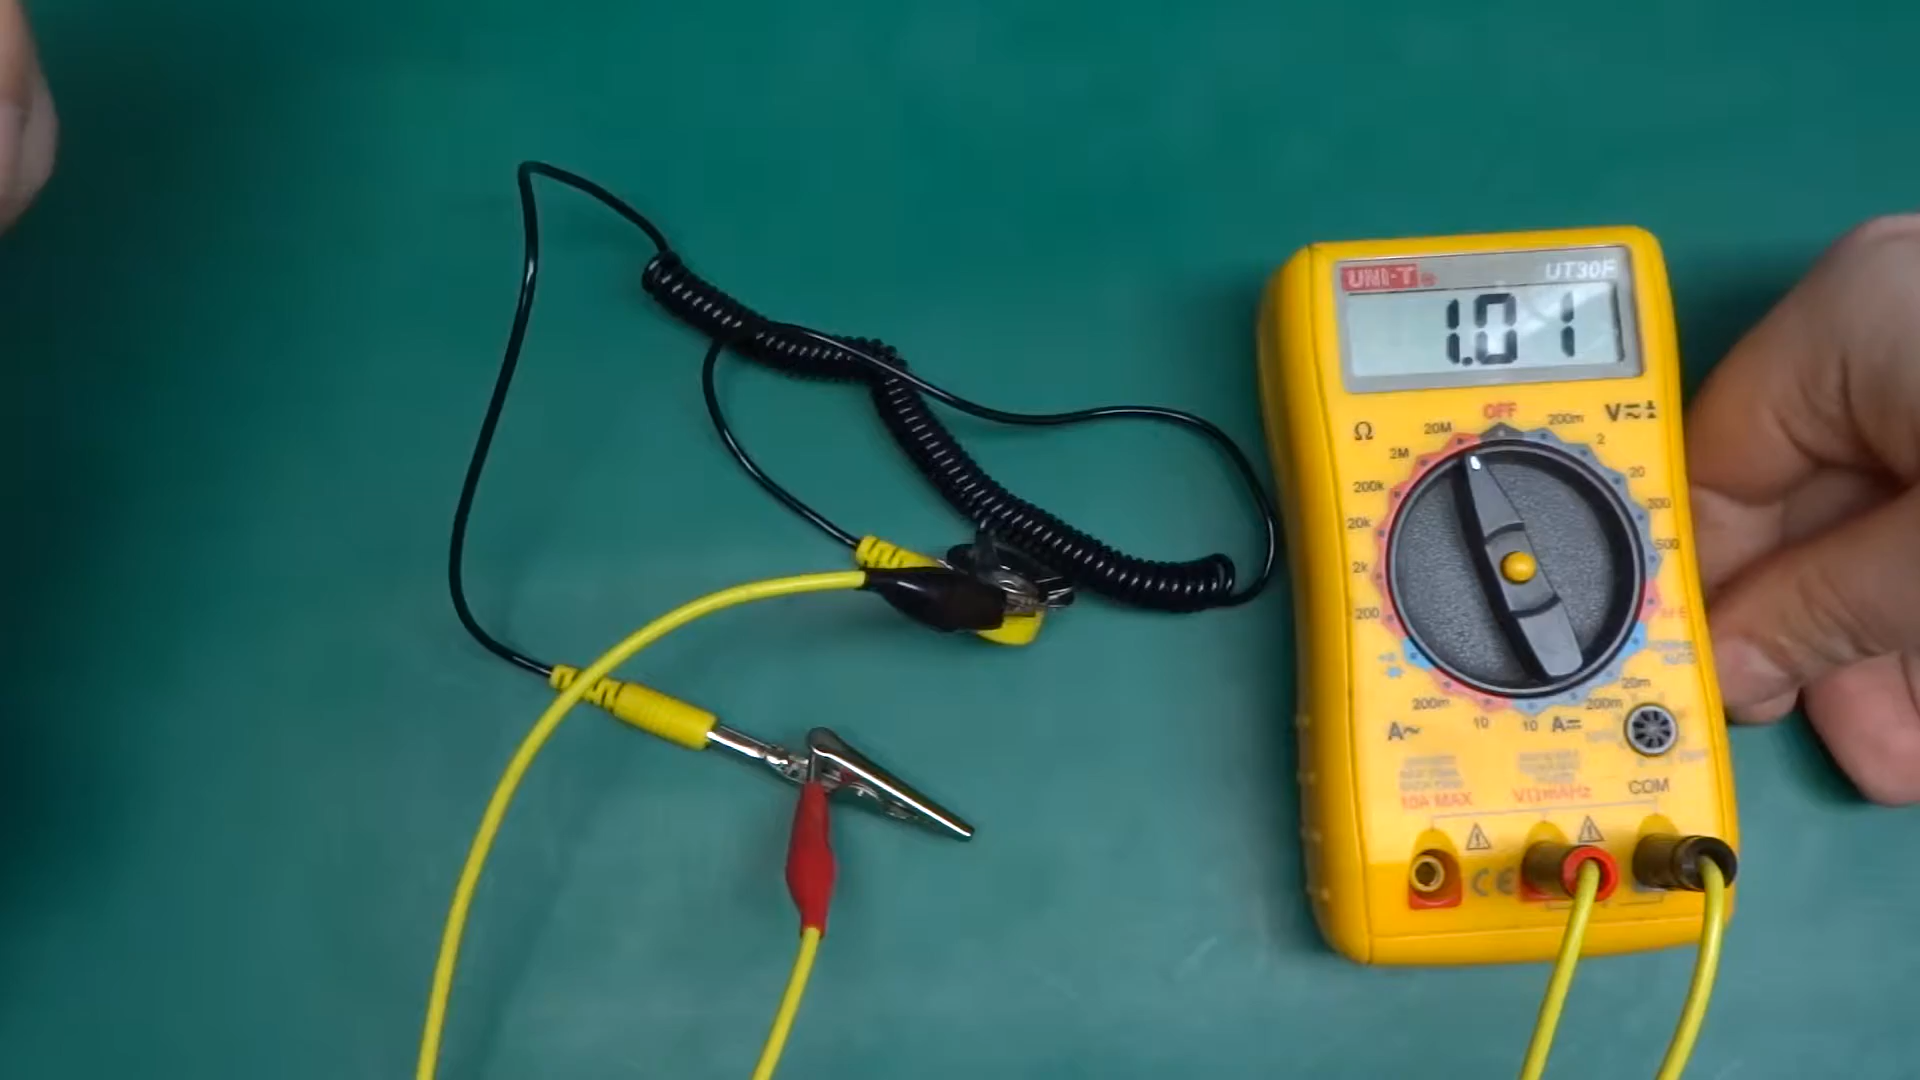 UNI-T UT30F
1.01
OFF
Ω 20M 200m V
2M 2
200k 20
20k 200
2k 500
200
20m
200m 200m
A~ 10 10 A
COM
10A MAX VΩmAHz
CE